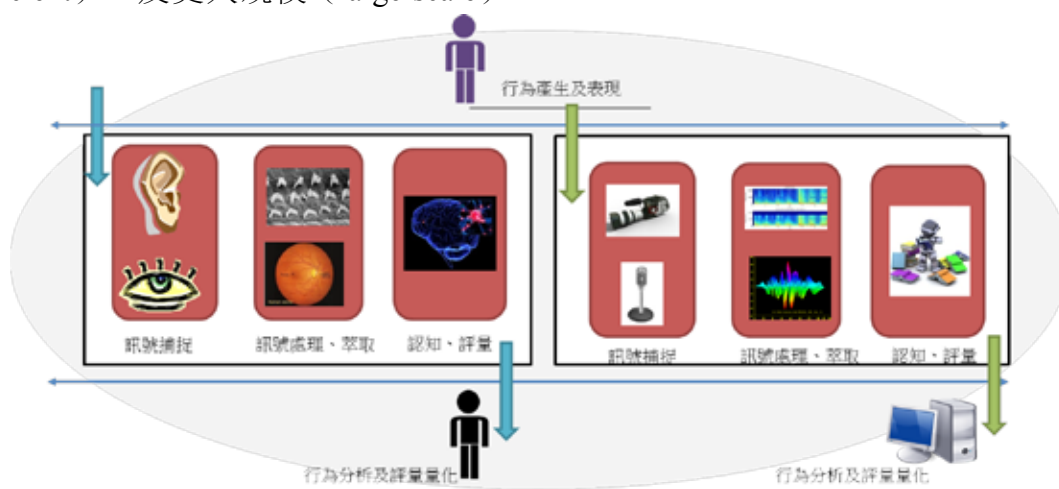 行為產生及表現
訊號捕捉
訊號處理、萃取
認知、評量
訊號捕捉
訊號處理、萃取
認知、評量
行為分析及評量量化
行為分析及評量量化